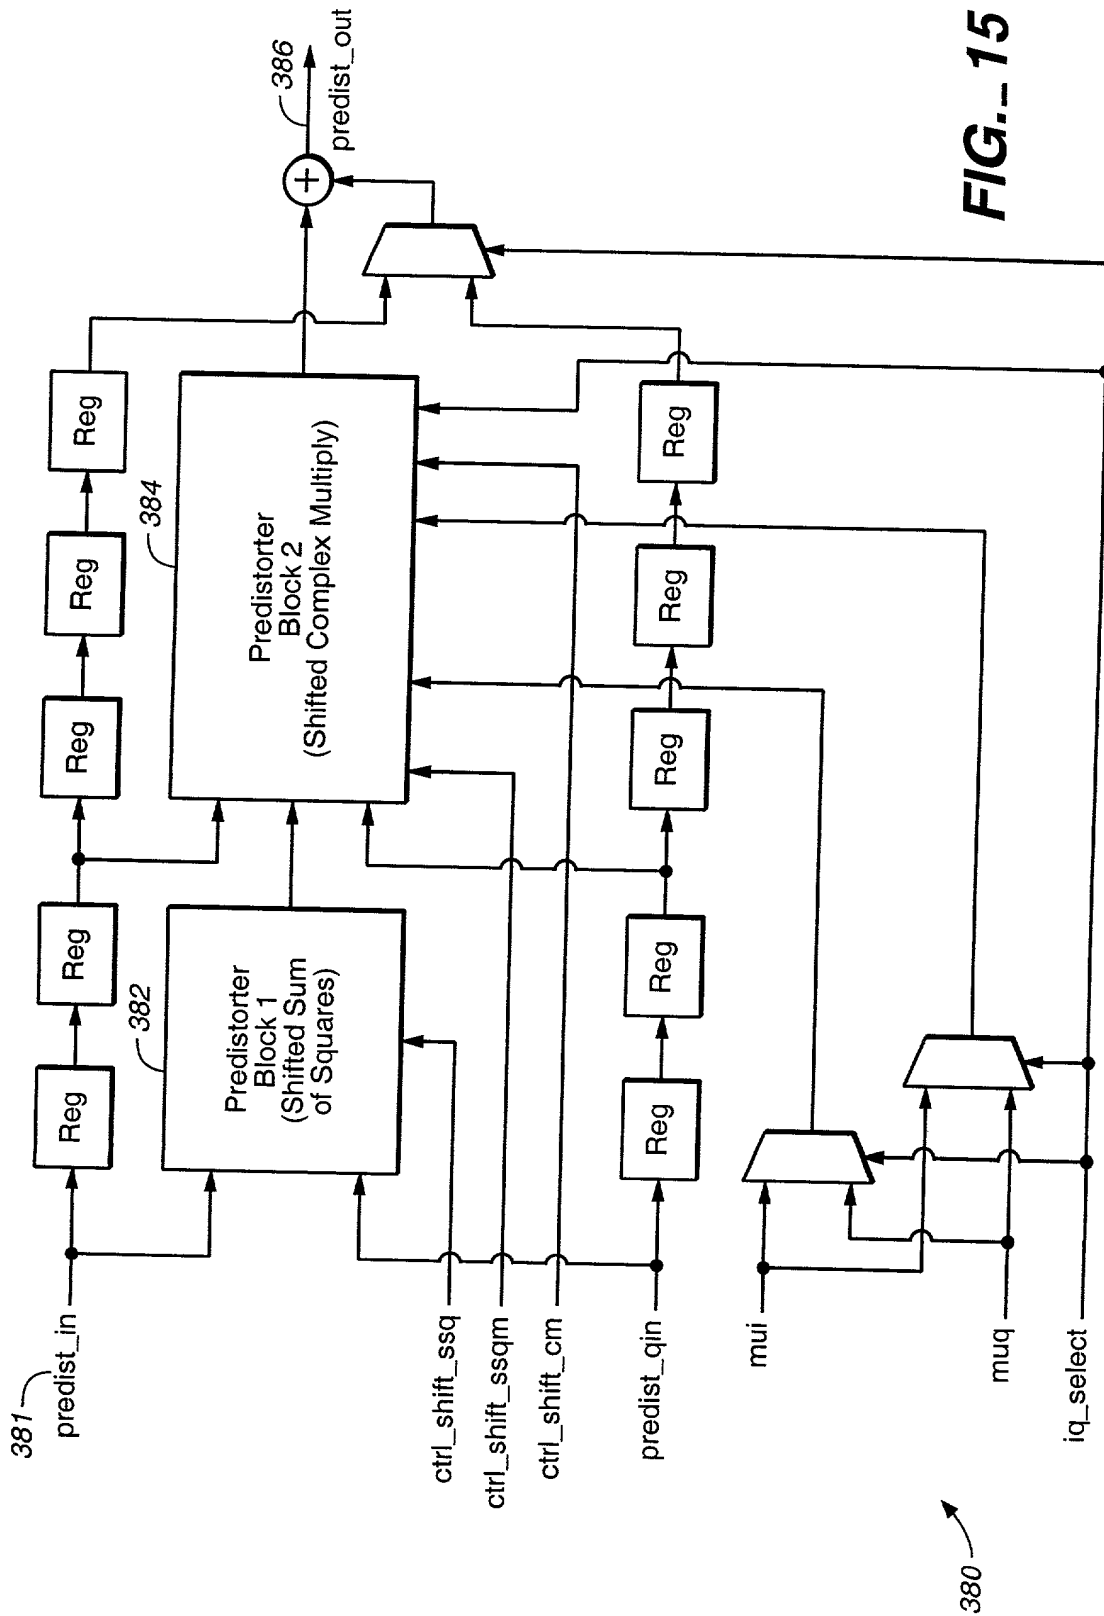 381
predist_in
Reg
Reg
Reg
Reg
Reg
382
Predistorter
Block 1
(Shifted Sum
of Squares)
384
Predistorter
Block 2
(Shifted Complex Multiply)
+
386
predist_out
ctrl_shift_ssq
ctrl_shift_ssqm
ctrl_shift_cm
predist_qin
Reg
Reg
Reg
Reg
Reg
mui
muq
iq_select
380
FIG._15